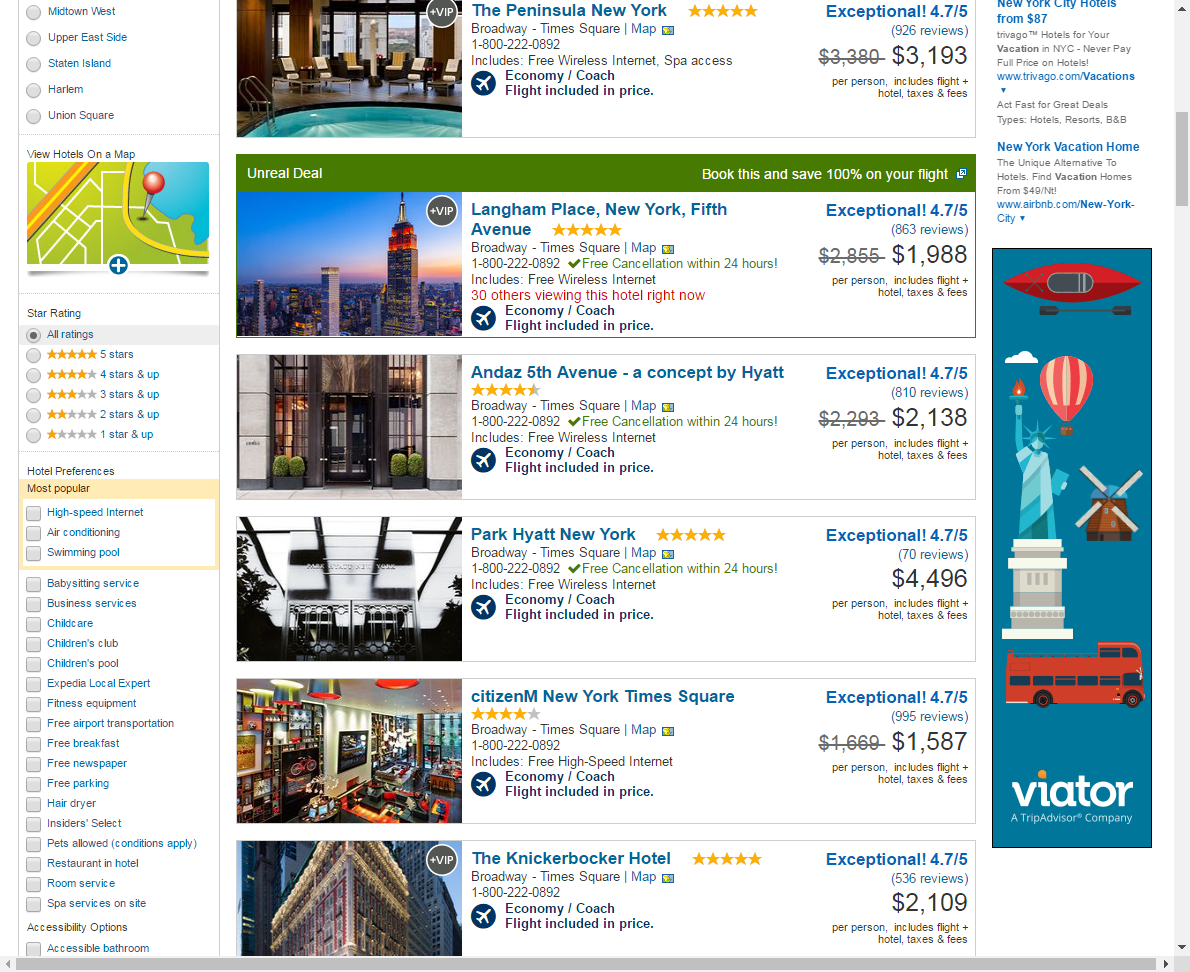 Midtown West
Upper East Side
Staten Island
Harlem
Union Square
View Hotels On a Map
Star Rating
All ratings
5 stars
4 stars & up
3 stars & up
2 stars & up
1 star & up
Hotel Preferences
Most popular
High-speed Internet
Air conditioning
Swimming pool
Babysitting service
Business services
Childcare
Children's club
Children's pool
Expedia Local Expert
Fitness equipment
Free airport transportation
Free breakfast
Free newspaper
Free parking
Hair dryer
Insiders' Select
Pets allowed (conditions apply)
Restaurant in hotel
Room service
Spa services on site
Accessibility Options
Accessible bathroom
+VIP
The Peninsula New York
Broadway - Times Square | Map
1-800-222-0892
Includes: Free Wireless Internet, Spa access
Economy / Coach
Flight included in price.
Exceptional! 4.7/5
(926 reviews)
$3,380 $3,193
per person, includes flight +
hotel, taxes & fees
Unreal Deal
Book this and save 100% on your flight
+VIP
Langham Place, New York, Fifth
Avenue
Broadway - Times Square | Map
1-800-222-0892 Free Cancellation within 24 hours!
Includes: Free Wireless Internet
30 others viewing this hotel right now
Economy / Coach
Flight included in price.
Exceptional! 4.7/5
(863 reviews)
$2,855 $1,988
per person, includes flight +
hotel, taxes & fees
Andaz 5th Avenue - a concept by Hyatt
Broadway - Times Square | Map
1-800-222-0892 Free Cancellation within 24 hours!
Includes: Free Wireless Internet
Economy / Coach
Flight included in price.
Exceptional! 4.7/5
(810 reviews)
$2,293 $2,138
per person, includes flight +
hotel, taxes & fees
PARK HYATT NEW YORK
Park Hyatt New York
Broadway - Times Square | Map
1-800-222-0892 Free Cancellation within 24 hours!
Includes: Free Wireless Internet
Economy / Coach
Flight included in price.
Exceptional! 4.7/5
(70 reviews)
$4,496
per person, includes flight +
hotel, taxes & fees
citizenM New York Times Square
Broadway - Times Square | Map
1-800-222-0892
Includes: Free High-Speed Internet
Economy / Coach
Flight included in price.
Exceptional! 4.7/5
(995 reviews)
$1,669 $1,587
per person, includes flight +
hotel, taxes & fees
+VIP
The Knickerbocker Hotel
Broadway - Times Square | Map
1-800-222-0892
Economy / Coach
Flight included in price.
Exceptional! 4.7/5
(536 reviews)
$2,109
per person, includes flight +
hotel, taxes & fees
New York City Hotels
from $87
trivago™ Hotels for Your
Vacation in NYC - Never Pay
Full Price on Hotels!
www.trivago.com/Vacations
Act Fast for Great Deals
Types: Hotels, Resorts, B&B
New York Vacation Home
The Unique Alternative To
Hotels. Find Vacation Homes
From $49/Nt!
www.airbnb.com/New-York-
City
viator
A TripAdvisor® Company